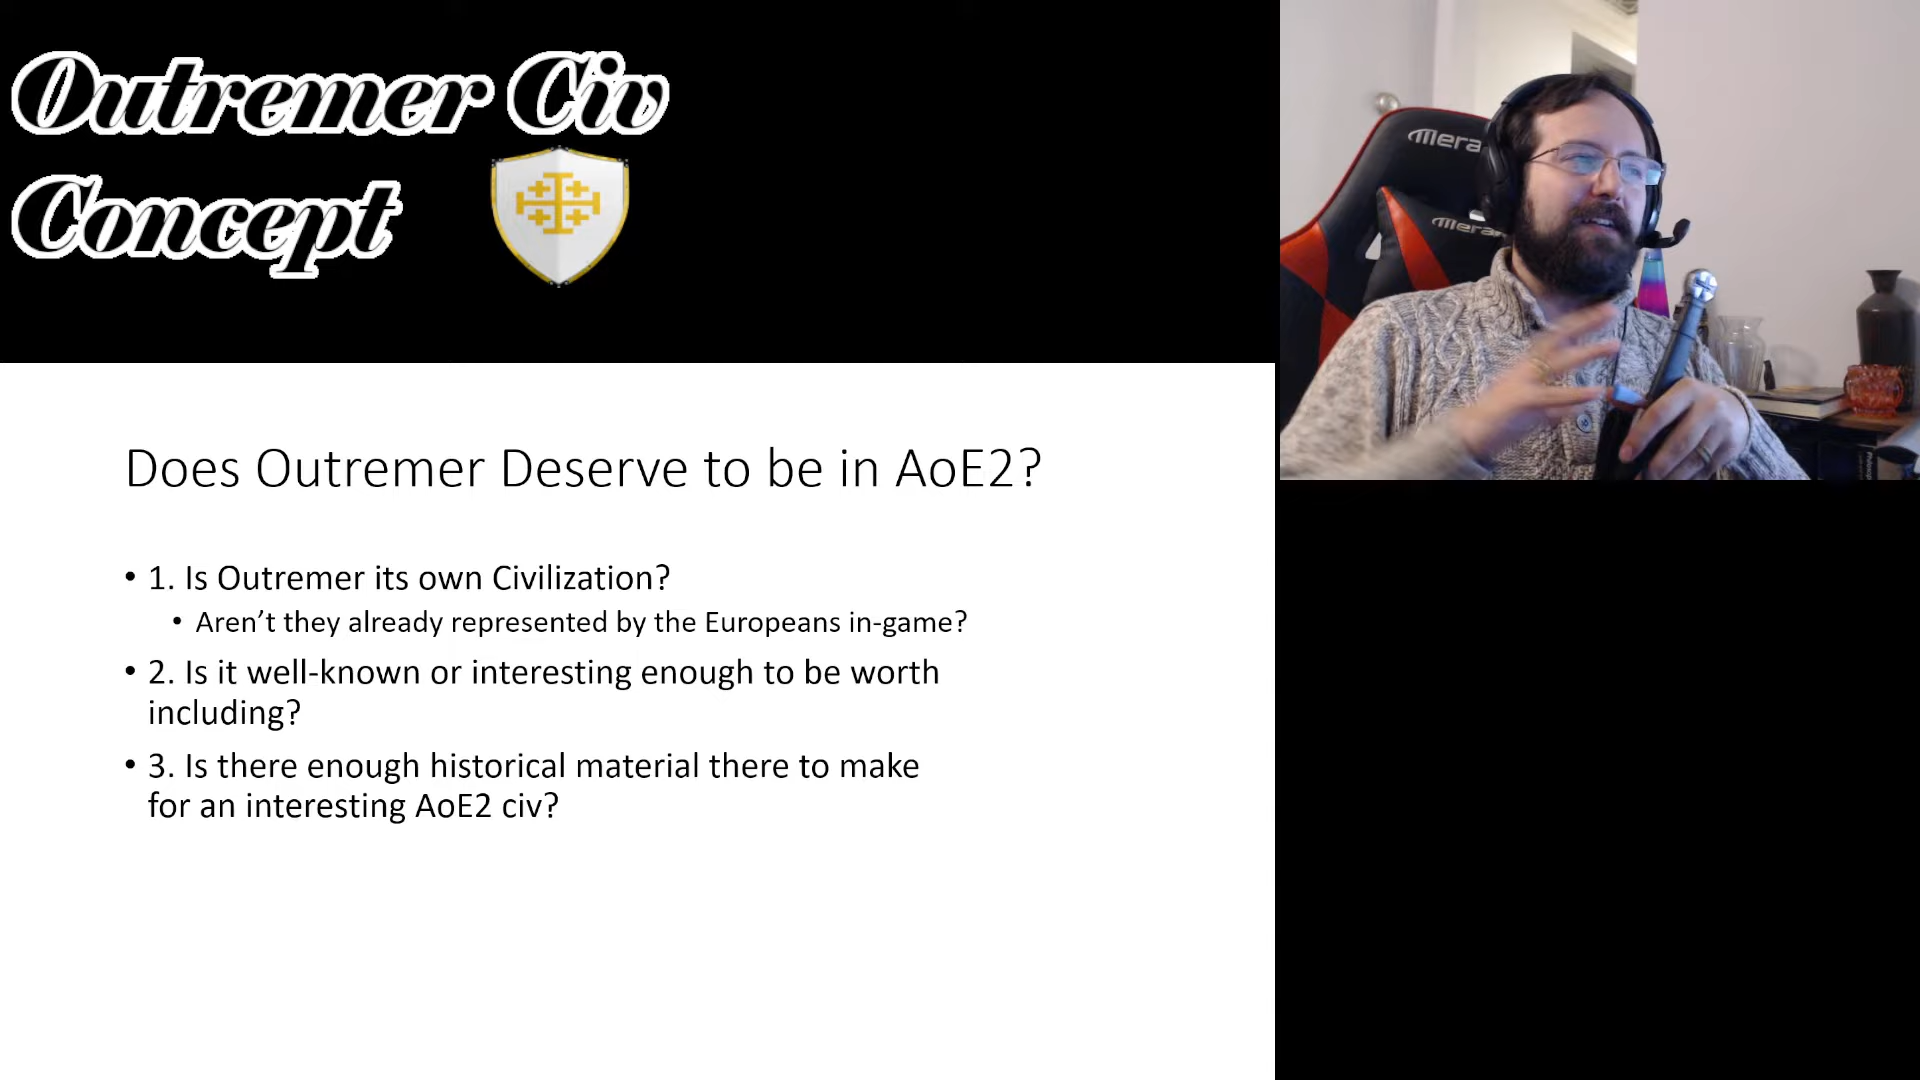 Outremer Civ
Concept
Does Outremer Deserve to be in AoE2?
• 1. Is Outremer its own Civilization?
• Aren’t they already represented by the Europeans in-game?
• 2. Is it well-known or interesting enough to be worth
including?
• 3. Is there enough historical material there to make
for an interesting AoE2 civ?